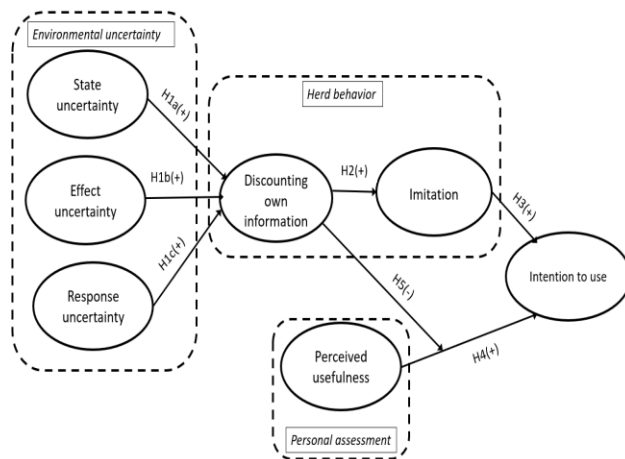 Environmental uncertainty
State
uncertainty
H1a(+)
Herd behavior
Effect
uncertainty
H1b(+)
Discounting
own
information
H2(+)
Imitation
H3(+)
Response
uncertainty
H1c(+)
Intention to use
H5(-)
Perceived
usefulness
H4(+)
Personal assessment